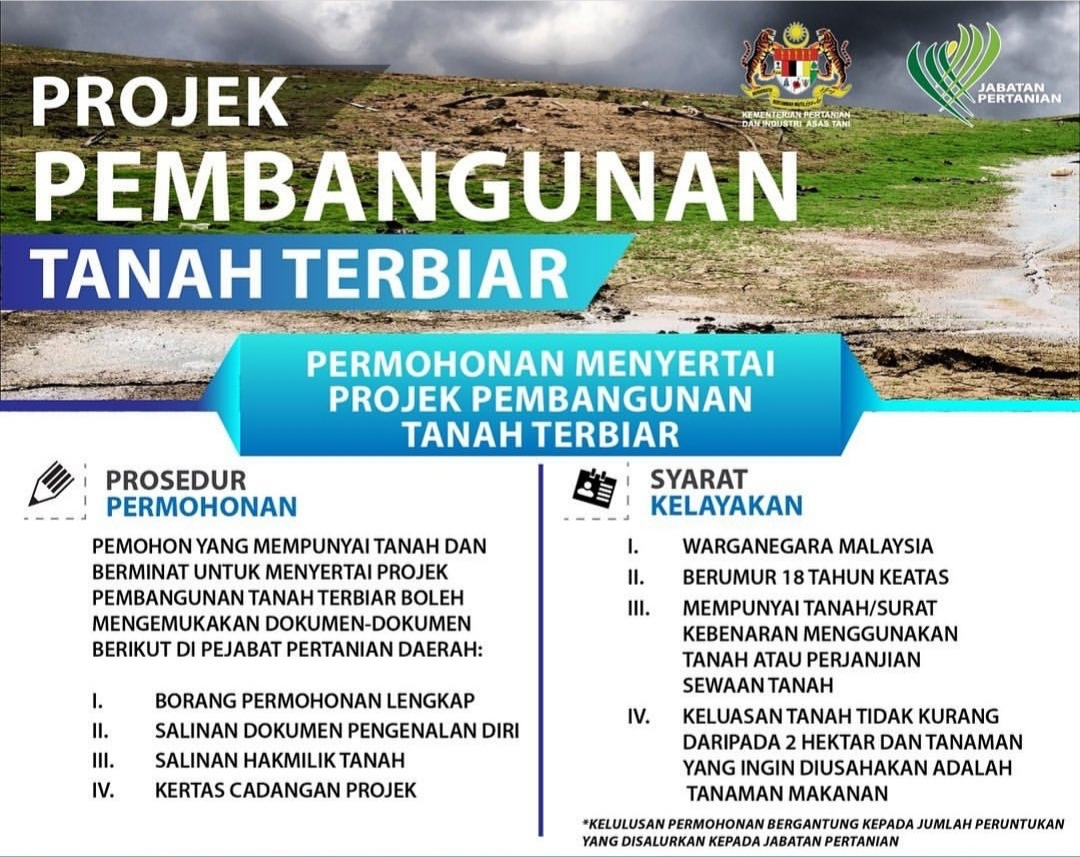 PROJEK
PEMBANGUNAN
TANAH TERBIAR
KEMENTERIAN PERTANIAN
DAN INDUSTRI ASAS TANI
JABATAN
PERTANIAN
PERMOHONAN MENYERTAI
PROJEK PEMBANGUNAN
TANAH TERBIAR
PROSEDUR
PERMOHONAN
PEMOHON YANG MEMPUNYAI TANAH DAN
BERMINAT UNTUK MENYERTAI PROJEK
PEMBANGUNAN TANAH TERBIAR BOLEH
MENGEMUKAKAN DOKUMEN-DOKUMEN
BERIKUT DI PEJABAT PERTANIAN DAERAH:
I. BORANG PERMOHONAN LENGKAP
II. SALINAN DOKUMEN PENGENALAN DIRI
III. SALINAN HAKMILIK TANAH
IV. KERTAS CADANGAN PROJEK
SYARAT
KELAYAKAN
I. WARGANEGARA MALAYSIA
II. BERUMUR 18 TAHUN KEATAS
III. MEMPUNYAI TANAH/SURAT
KEBENARAN MENGGUNAKAN
TANAH ATAU PERJANJIAN
SEWAAN TANAH
IV. KELUASAN TANAH TIDAK KURANG
DARIPADA 2 HEKTAR DAN TANAMAN
YANG INGIN DIUSAHAKAN ADALAH
TANAMAN MAKANAN
*KELULUSAN PERMOHONAN BERGANTUNG KEPADA JUMLAH PERUNTUKAN
YANG DISALURKAN KEPADA JABATAN PERTANIAN